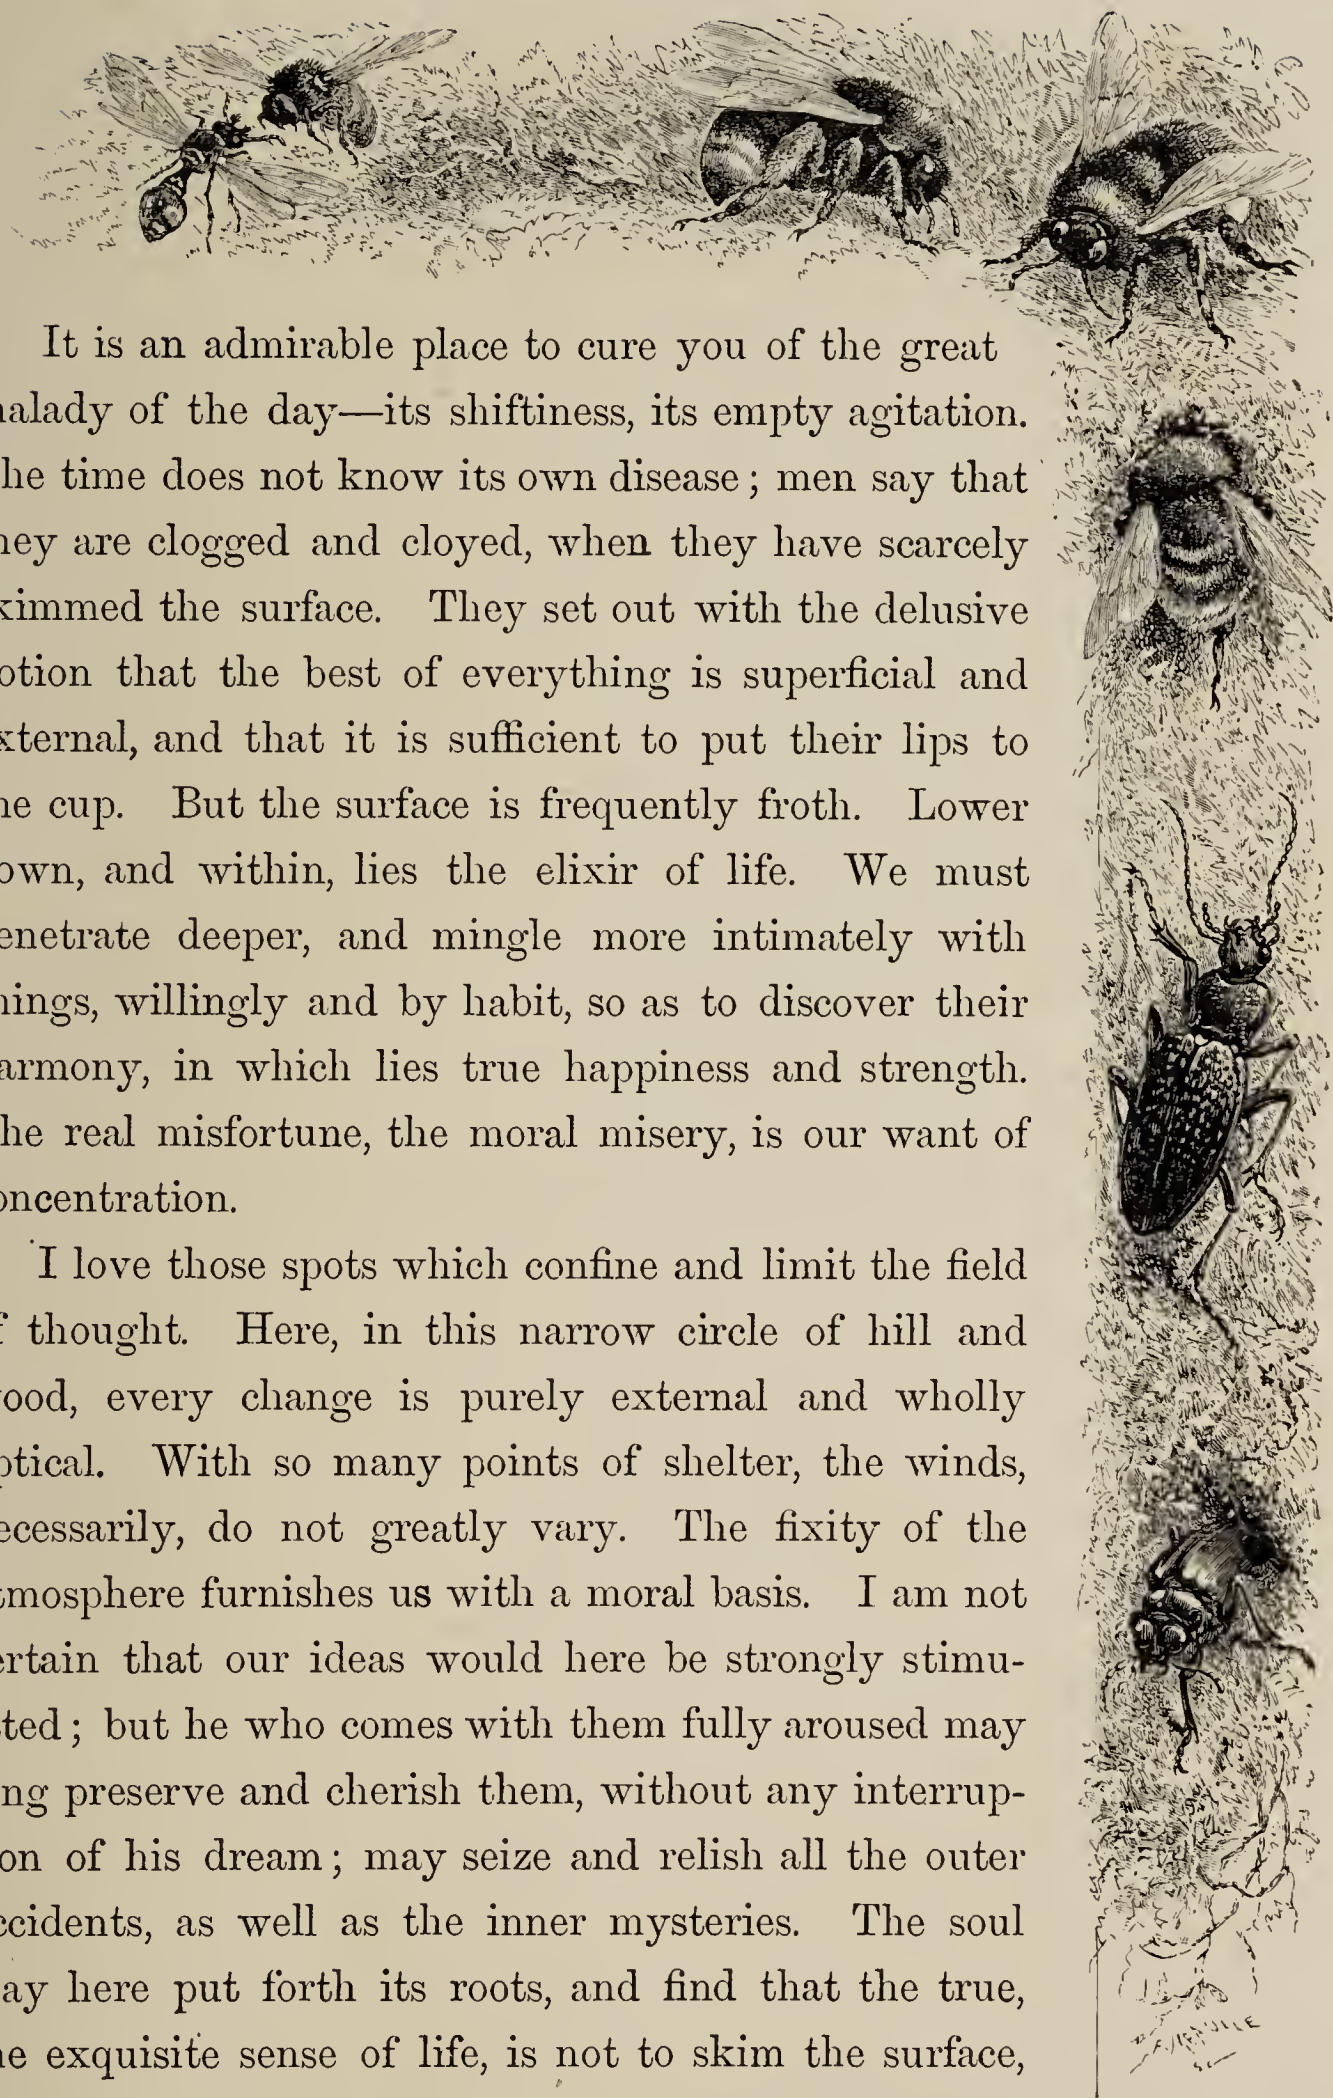 It is an admirable place to cure you of the great
alady of the day—its shiftiness, its empty agitation.
he time does not know its own disease; men say that
ey are clogged and cloyed, when they have scarcely
immed the surface. They set out with the delusive
otion that the best of everything is superficial and
ternal, and that it is sufficient to put their lips to
e cup. But the surface is frequently froth. Lower
own, and within, lies the elixir of life. We must
enetrate deeper, and mingle more intimately with
ings, willingly and by habit, so as to discover their
armony, in which lies true happiness and strength.
he real misfortune, the moral misery, is our want of
oncentration.
I love those spots which confine and limit the field
f thought. Here, in this narrow circle of hill and
ood, every change is purely external and wholly
ptical. With so many points of shelter, the winds,
ecessarily, do not greatly vary. The fixity of the
mosphere furnishes us with a moral basis. I am not
ertain that our ideas would here be strongly stimu-
ted; but he who comes with them fully aroused may
ng preserve and cherish them, without any interrup-
on of his dream; may seize and relish all the outer
ccidents, as well as the inner mysteries. The soul
ay here put forth its roots, and find that the true,
e exquisite sense of life, is not to skim the surface,